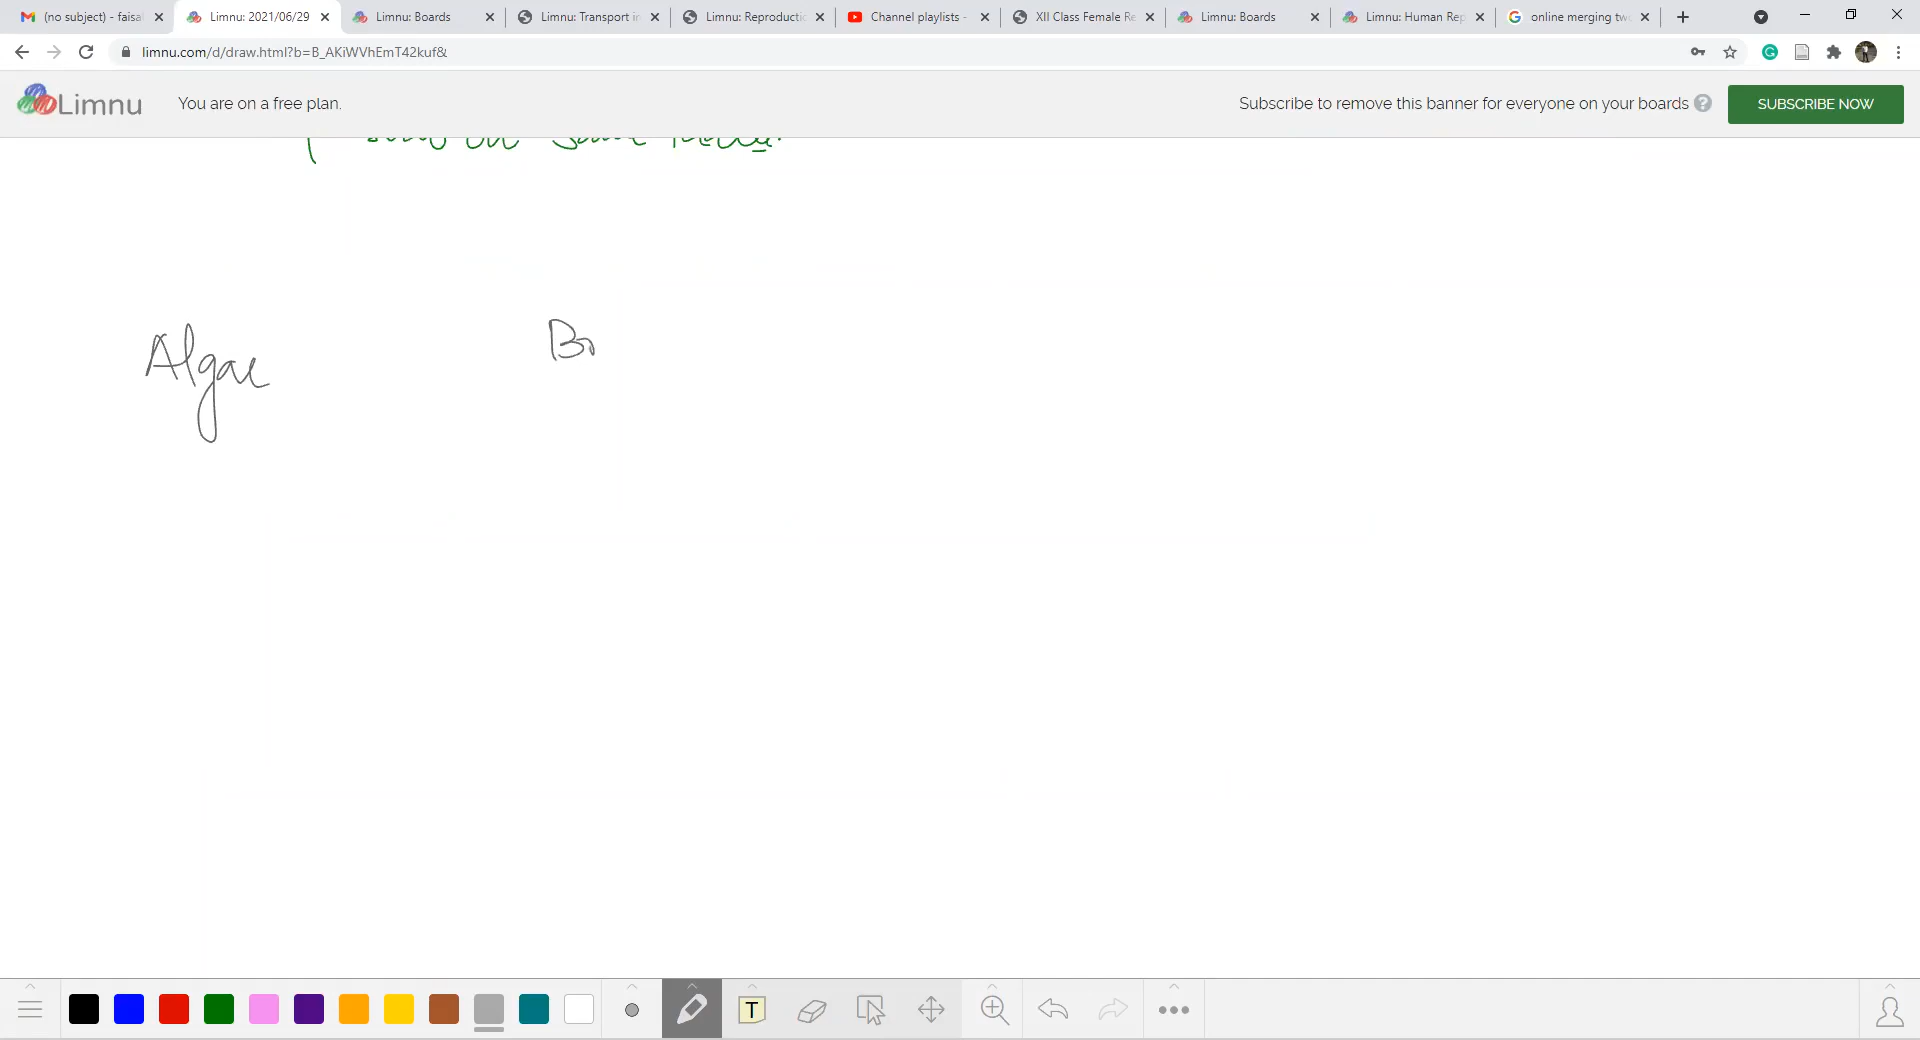 (no subject) - faisal
Limnu: 2021/06/29
Limnu: Boards
Limnu: Transport in
Limnu: Reproductio
Channel playlists -
XII Class Female Re
Limnu: Boards
Limnu: Human Rep
online merging tw
limnu.com/d/draw.html?b=B_AKiWVhEmT42kuf&
Limnu
You are on a free plan.
Subscribe to remove this banner for everyone on your boards ?
SUBSCRIBE NOW
Algae
T